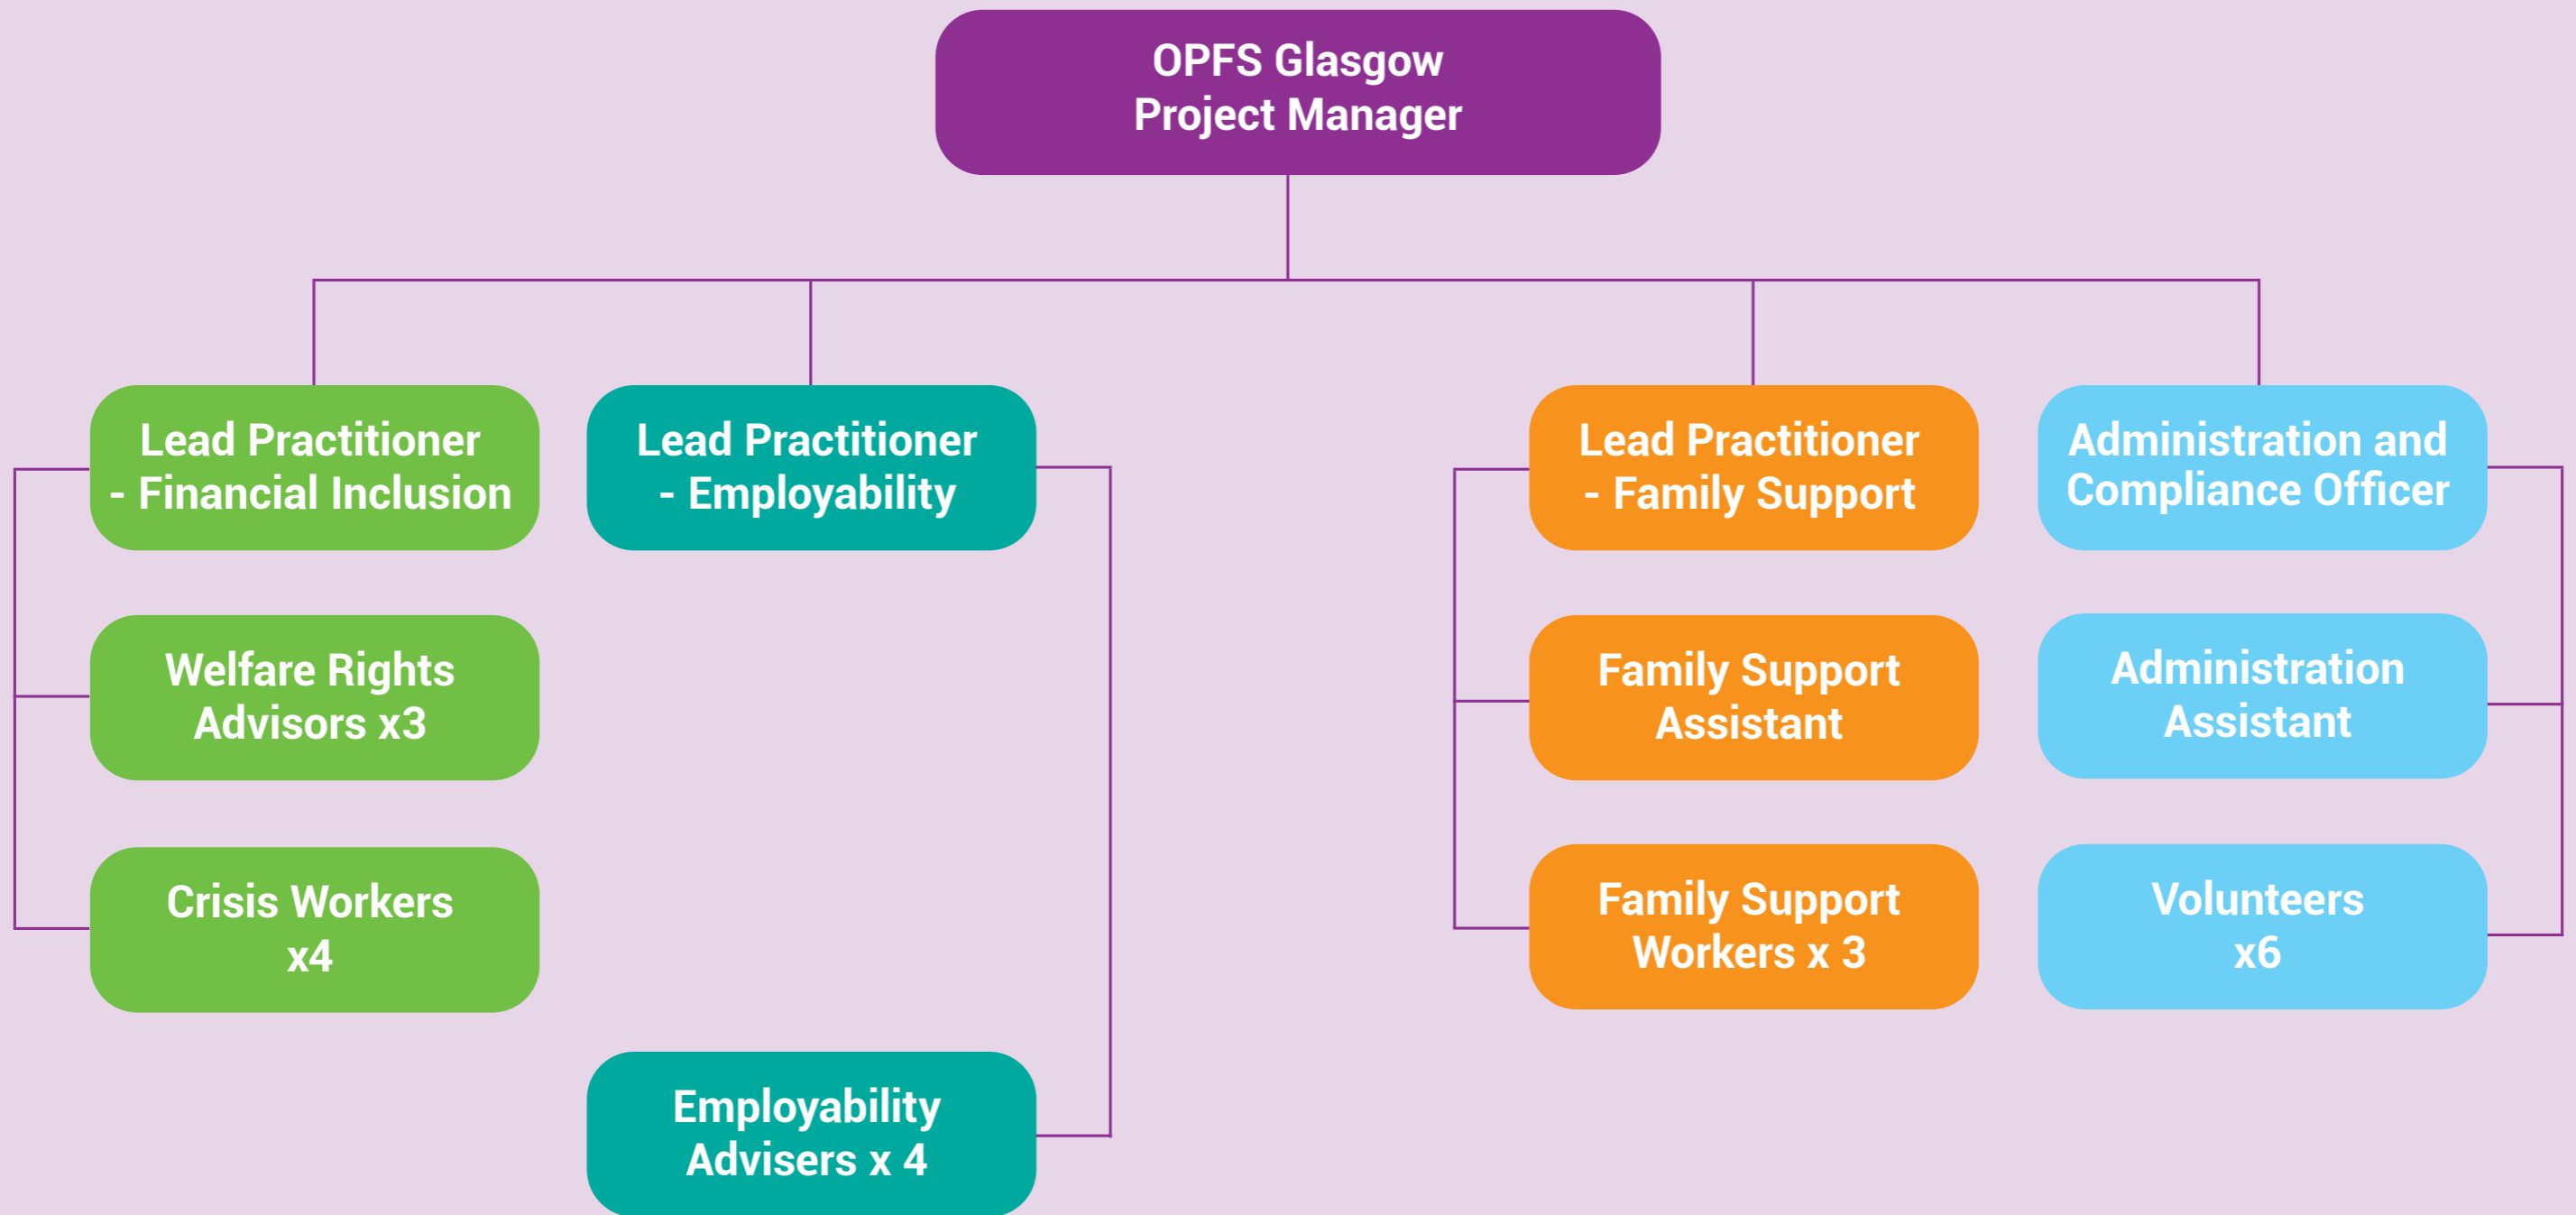 OPFS Glasgow
Project Manager
Lead Practitioner
- Financial Inclusion
Lead Practitioner
- Employability
Lead Practitioner
- Family Support
Administration and
Compliance Officer
Welfare Rights
Advisors x3
Family Support
Assistant
Administration
Assistant
Crisis Workers
x4
Family Support
Workers x 3
Volunteers
x6
Employability
Advisers x 4